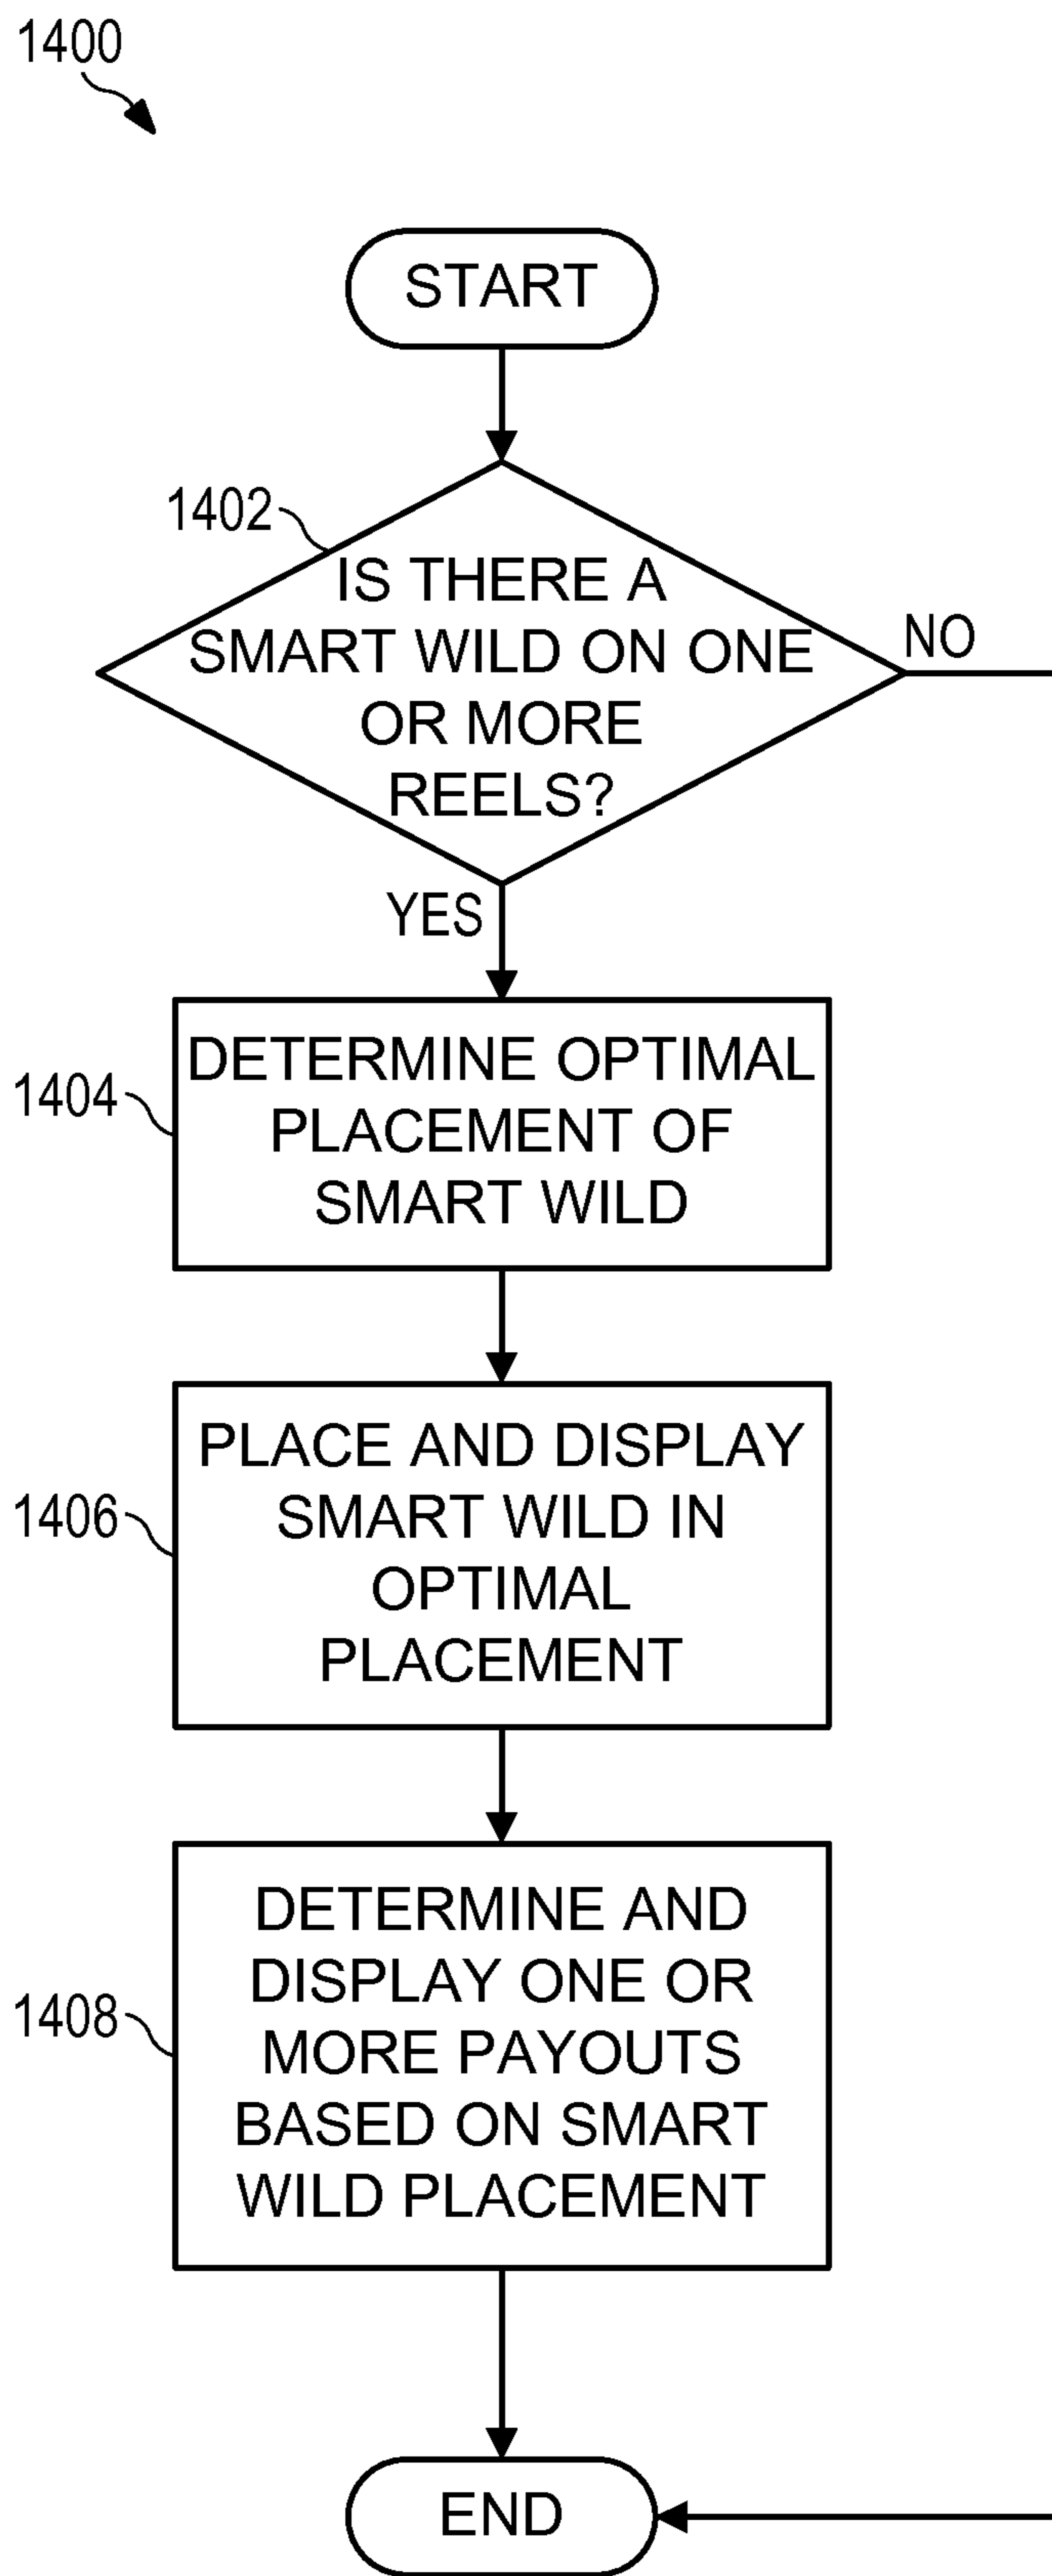 1400
START
1402
IS THERE A
SMART WILD ON ONE
OR MORE
REELS?
NO
YES
1404
DETERMINE OPTIMAL
PLACEMENT OF
SMART WILD
1406
PLACE AND DISPLAY
SMART WILD IN
OPTIMAL
PLACEMENT
1408
DETERMINE AND
DISPLAY ONE OR
MORE PAYOUTS
BASED ON SMART
WILD PLACEMENT
END